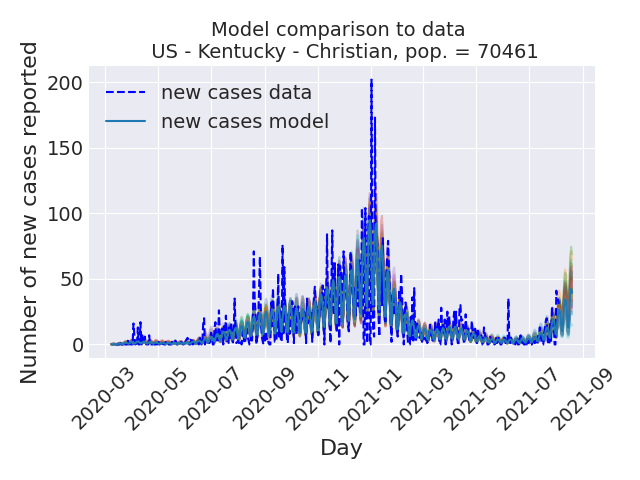 Model comparison to data
US - Kentucky - Christian, pop. = 70461
Number of new cases reported
200
150
100
50
0
new cases data
new cases model
2020-03
2020-05
2020-07
2020-09
2020-11
2021-01
2021-03
2021-05
2021-07
2021-09
Day